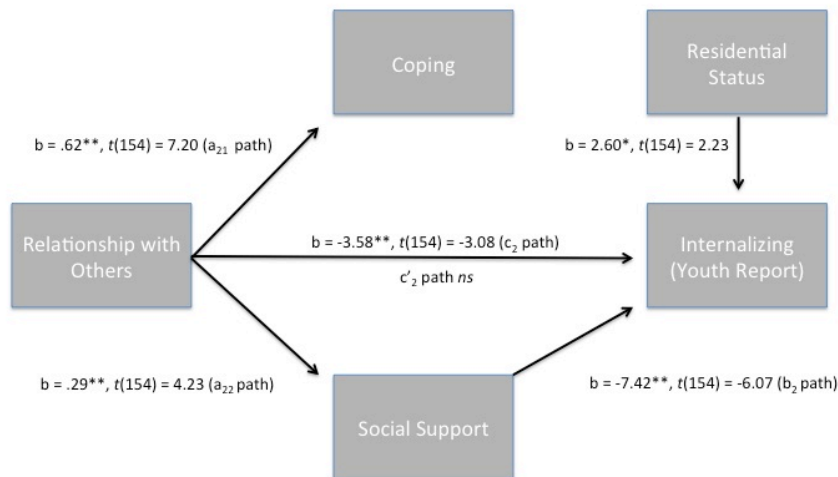 Coping
Residential
Status
b = .62**, t(154) = 7.20 (a₂₁ path)
b = 2.60*, t(154) = 2.23
Relationship with
Others
b = -3.58**, t(154) = -3.08 (c₂ path)
c'₂ path ns
Internalizing
(Youth Report)
b = .29**, t(154) = 4.23 (a₂₂ path)
b = -7.42**, t(154) = -6.07 (b₂ path)
Social Support